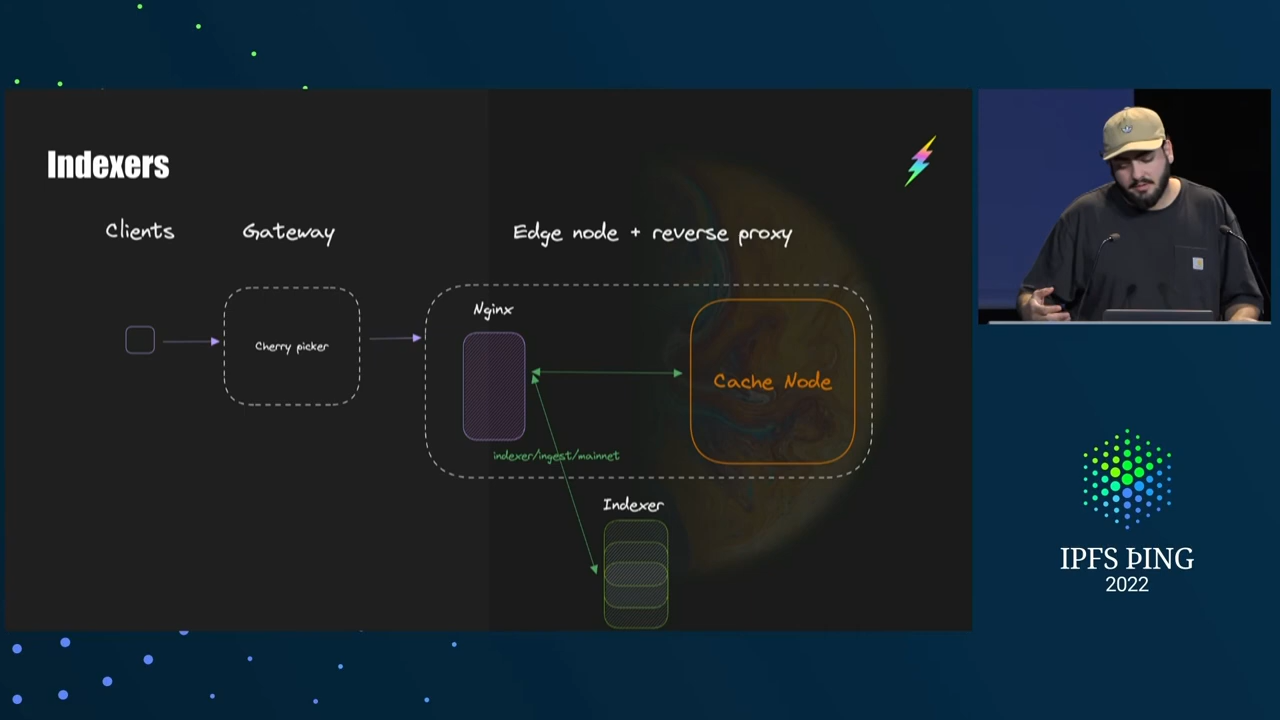 Indexers
Clients
Gateway
Edge node + reverse proxy
Nginx
Cherry picker
Cache Node
indexer/ingest/mainnet
Indexer
IPFS ÞING
2022